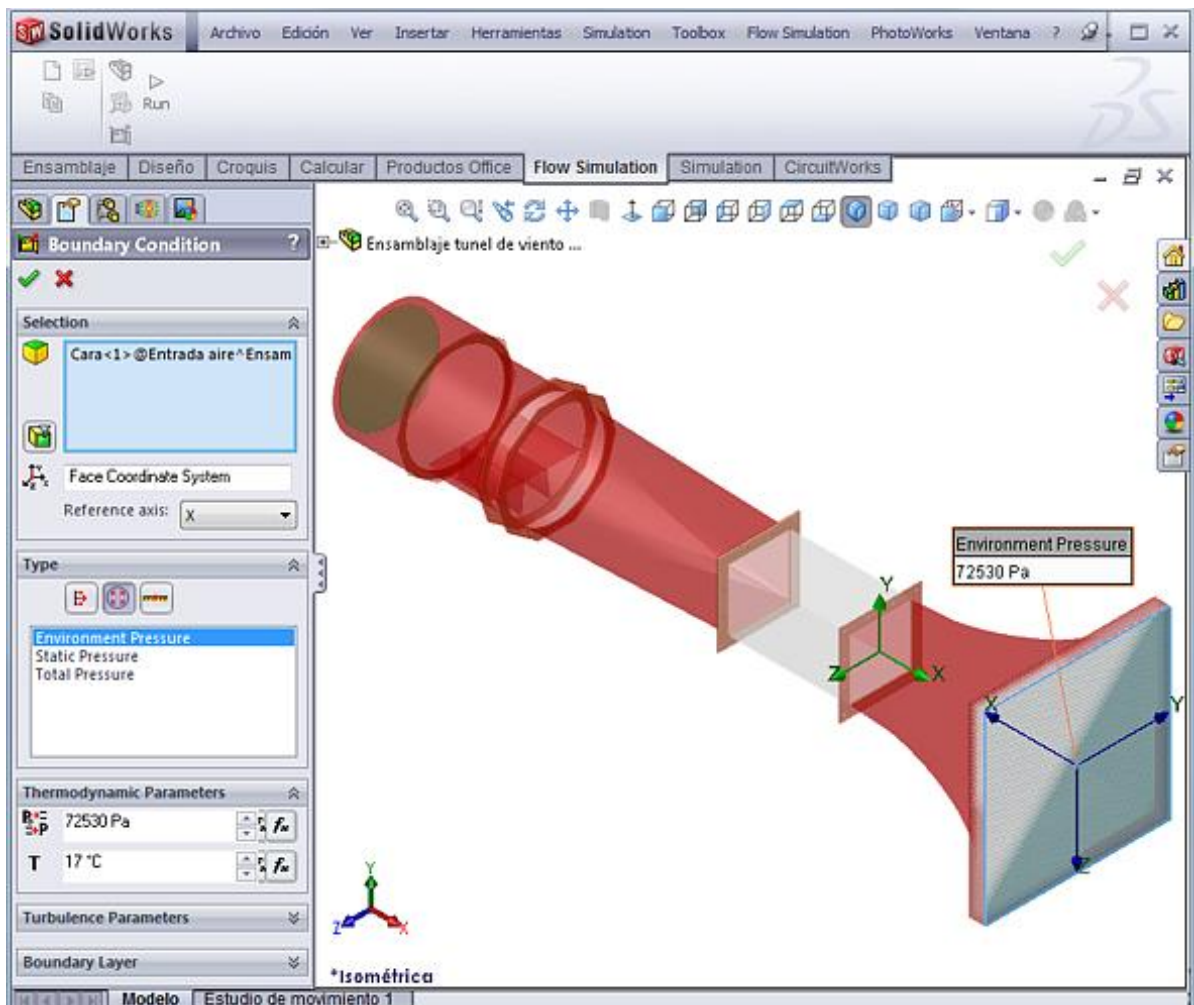 SolidWorks Archivo Edición Ver Insertar Herramientas Simulation Toolbox Flow Simulation PhotoWorks Ventana ?
Run
Ensamblaje Diseño Croquis Calcular Productos Office Flow Simulation Simulation CircuitWorks
Boundary Condition ?
Ensamblaje tunel de viento ...
Selection
Cara<1>@Entrada aire^Ensam
Face Coordinate System
Reference axis: X
Type
Environment Pressure
Static Pressure
Total Pressure
Thermodynamic Parameters
72530 Pa
T 17 °C
Turbulence Parameters
Boundary Layer
Environment Pressure
72530 Pa
Y
Z X
X Y
Z
Y
Z X
*Isométrica
Modelo Estudio de movimiento 1